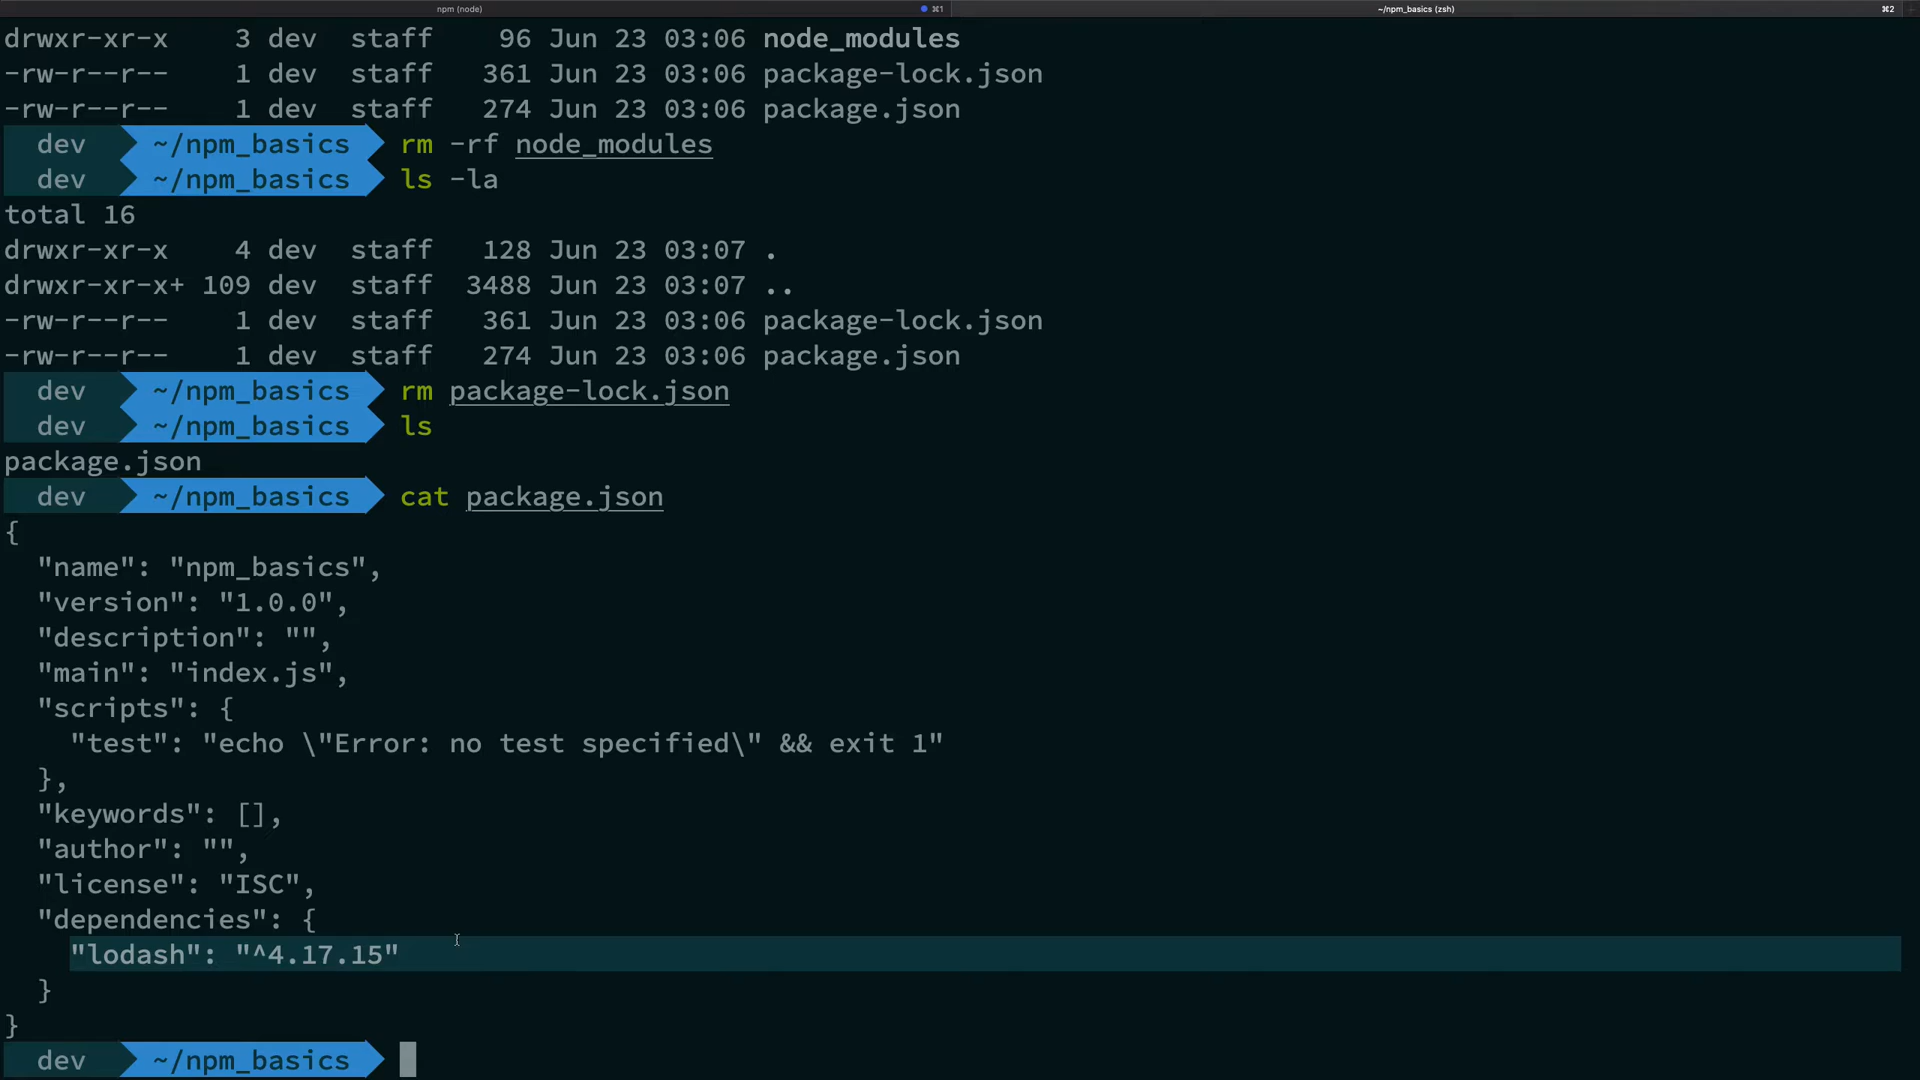 npm (node) ⌘1 ~/npm_basics (zsh) ⌘2
drwxr-xr-x 3 dev staff 96 Jun 23 03:06 node_modules
-rw-r--r-- 1 dev staff 361 Jun 23 03:06 package-lock.json
-rw-r--r-- 1 dev staff 274 Jun 23 03:06 package.json
dev ~/npm_basics rm -rf node_modules
dev ~/npm_basics ls -la
total 16
drwxr-xr-x 4 dev staff 128 Jun 23 03:07 .
drwxr-xr-x+ 109 dev staff 3488 Jun 23 03:07 ..
-rw-r--r-- 1 dev staff 361 Jun 23 03:06 package-lock.json
-rw-r--r-- 1 dev staff 274 Jun 23 03:06 package.json
dev ~/npm_basics rm package-lock.json
dev ~/npm_basics ls
package.json
dev ~/npm_basics cat package.json
{
  "name": "npm_basics",
  "version": "1.0.0",
  "description": "",
  "main": "index.js",
  "scripts": {
    "test": "echo \"Error: no test specified\" && exit 1"
  },
  "keywords": [],
  "author": "",
  "license": "ISC",
  "dependencies": {
    "lodash": "^4.17.15"
  }
}
dev ~/npm_basics